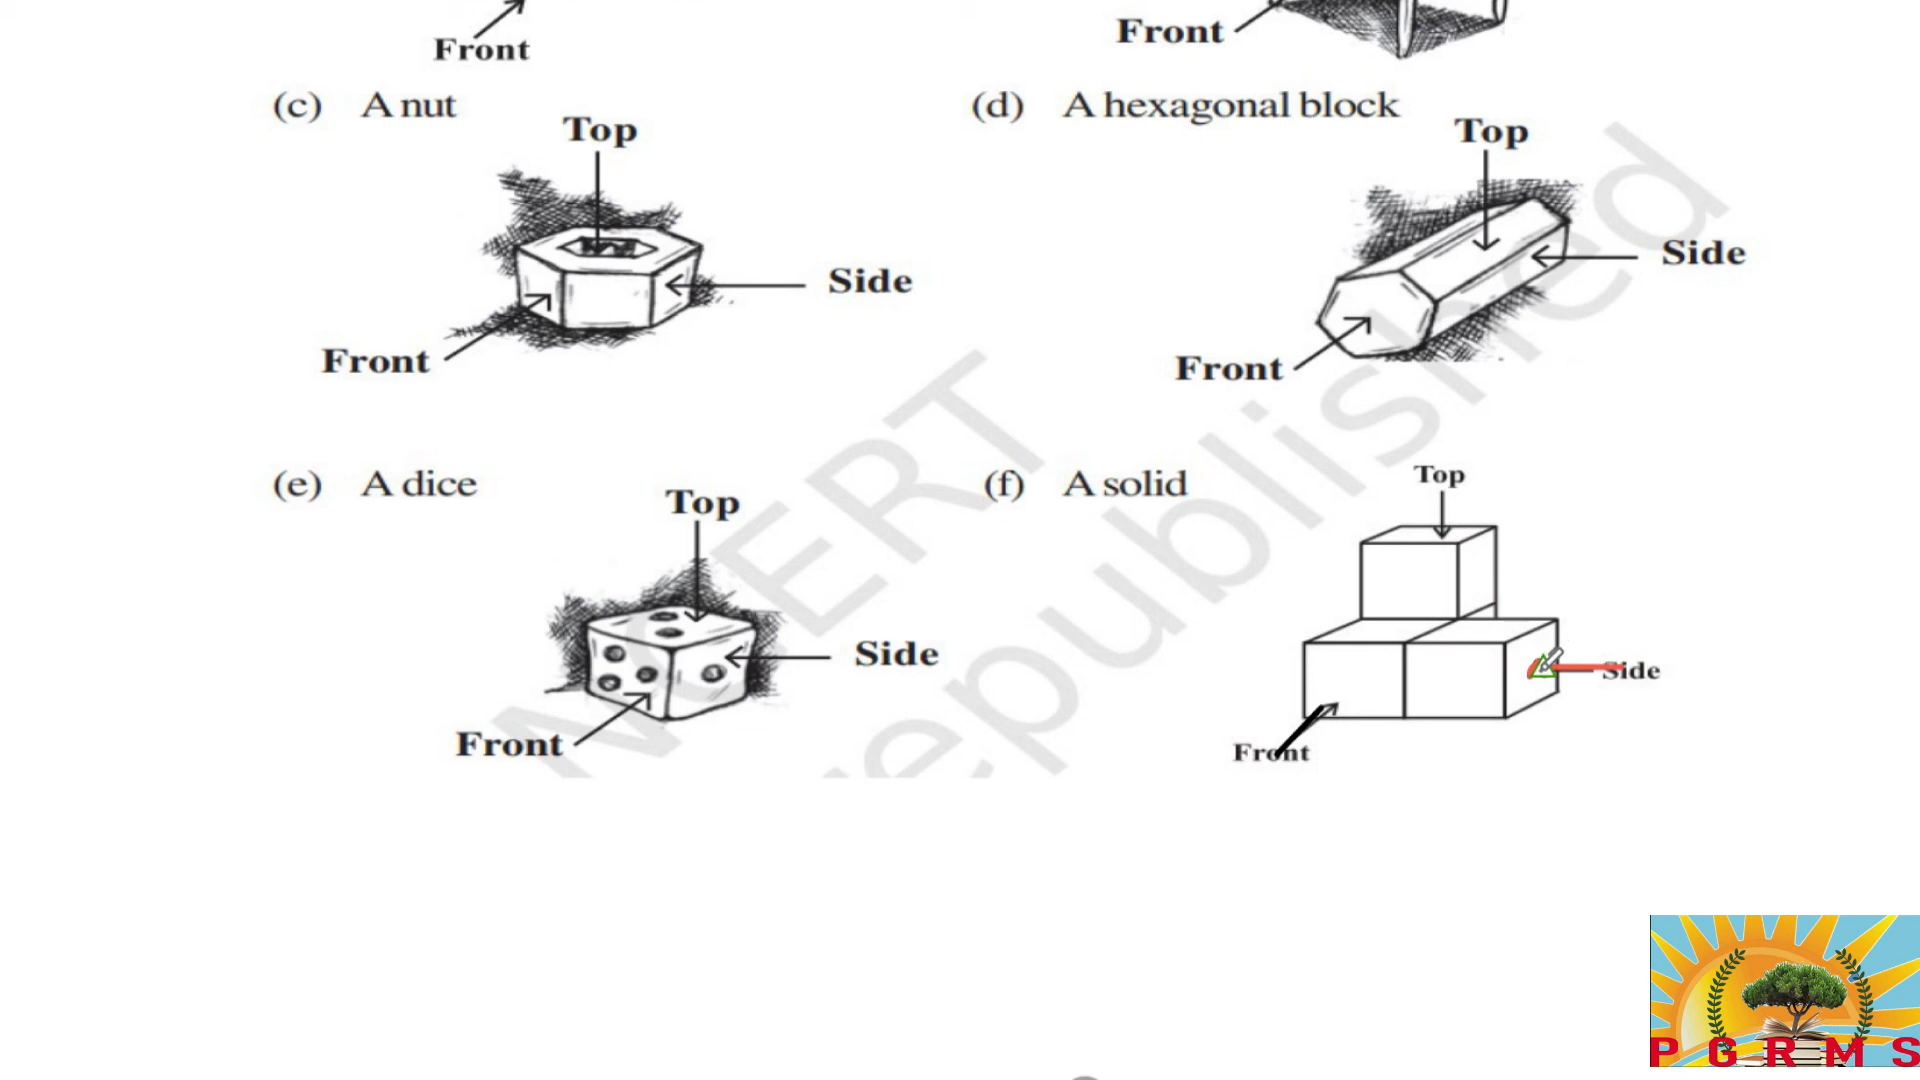 Front
Front
(c) A nut
Top
Side
Front
(d) A hexagonal block
Top
Side
Front
(e) A dice
Top
Side
Front
(f) A solid
Top
Side
Front
NCERT
republished
P G R M S